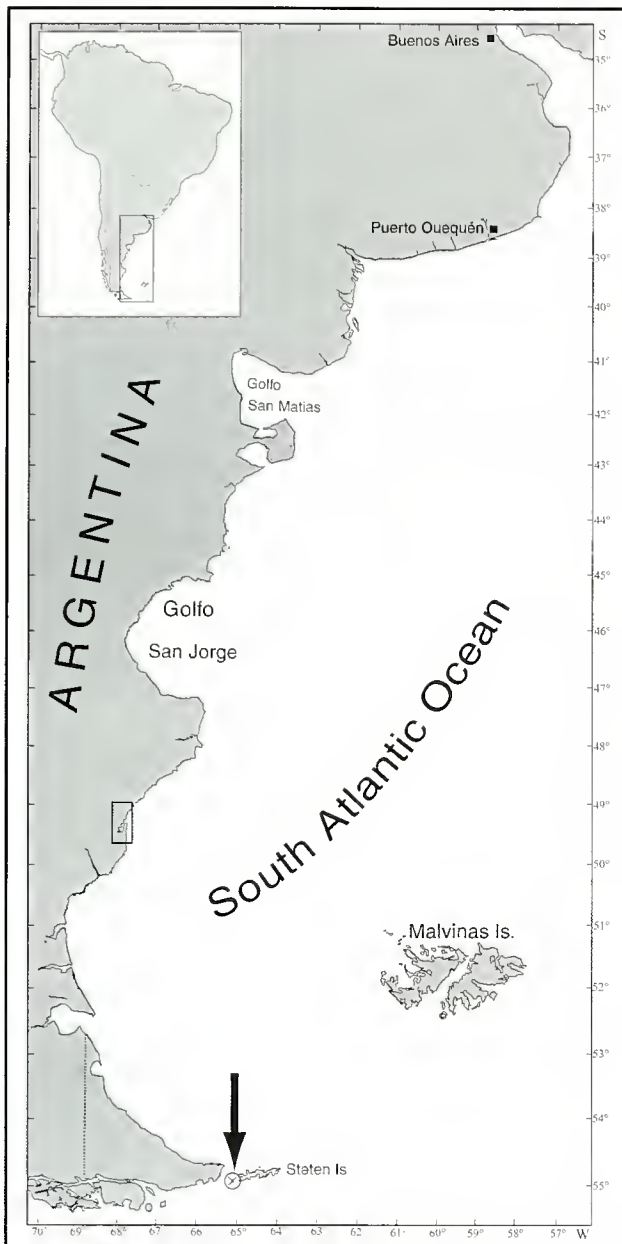 S
Buenos Aires
35°
36°
37°
38°
Puerto Ouequén
39°
40°
41°
Golfo
San Matias
42°
43°
44°
ARGENTINA
45°
Golfo
San Jorge
46°
47°
48°
South Atlantic Ocean
49°
50°
51°
Malvinas Is.
52°
53°
54°
Staten Is
55°
70° 69° 68° 67° 66° 65° 64° 63° 62° 61° 60° 59° 58° 57° W